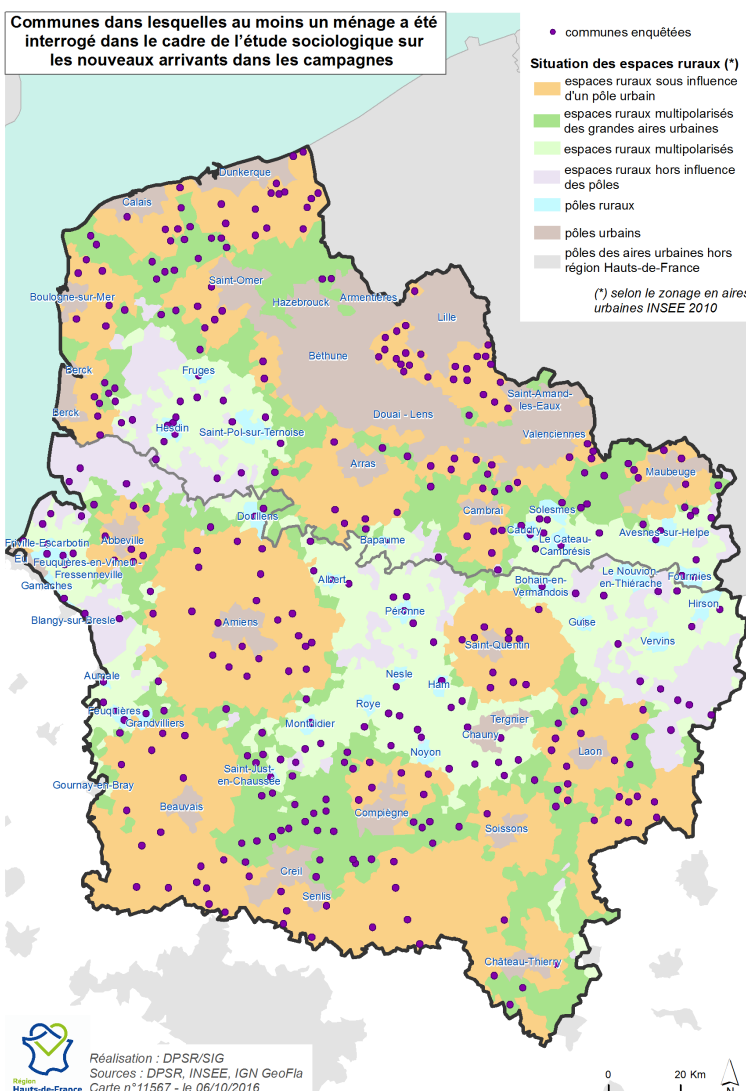 Communes dans lesquelles au moins un ménage a été
interrogé dans le cadre de l'étude sociologique sur
les nouveaux arrivants dans les campagnes
communes enquêtées
Situation des espaces ruraux (*)
espaces ruraux sous influence
d'un pôle urbain
espaces ruraux multipolarisés
des grandes aires urbaines
espaces ruraux multipolarisés
espaces ruraux hors influence
des pôles
pôles ruraux
pôles urbains
pôles des aires urbaines hors
région Hauts-de-France
(*) selon le zonage en aires
urbaines INSEE 2010
Dunkerque
Calais
Saint-Omer
Boulogne-sur-Mer
Hazebrouck
Armentières
Lille
Béthune
Berck
Fruges
Saint-Amand-
les-Eaux
Berck
Douai - Lens
Hesdin
Saint-Pol-sur-Ternoise
Valenciennes
Arras
Maubeuge
Doullens
Cambrai
Solesmes
Caudry
Avesnes-sur-Helpe
Friville-Escarbotin
Abbeville
Bapaume
Le Cateau-
Cambrésis
EU
Feuquières-en-Vimeu-
Fressenneville
Gamaches
Albert
Bohain-en-
Vermandois
Le Nouvion-
en-Thiérache
Fourmies
Hirson
Blangy-sur-Bresle
Amiens
Péronne
Guise
Saint-Quentin
Vervins
Aumale
Nesle
Ham
Roye
Feuquières
Grandvilliers
Montdidier
Tergnier
Chauny
Noyon
Laon
Saint-Just-
en-Chaussée
Gournay-en-Bray
Beauvais
Compiègne
Soissons
Creil
Senlis
Château-Thierry
Région
Hauts-de-France
Réalisation : DPSR/SIG
Sources : DPSR, INSEE, IGN GeoFla
Carte n°11567 - le 06/10/2016
0 20 Km
N